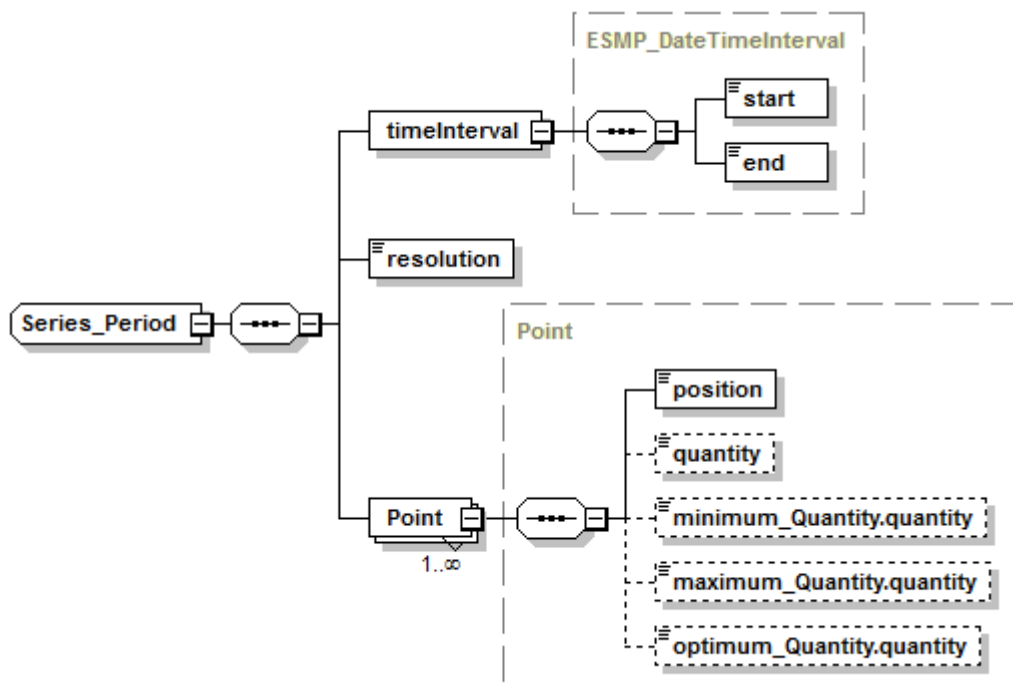 ESMP_DateTimeInterval
start
timeInterval
end
resolution
Series_Period
Point
position
quantity
Point
minimum_Quantity.quantity
1..∞
maximum_Quantity.quantity
optimum_Quantity.quantity